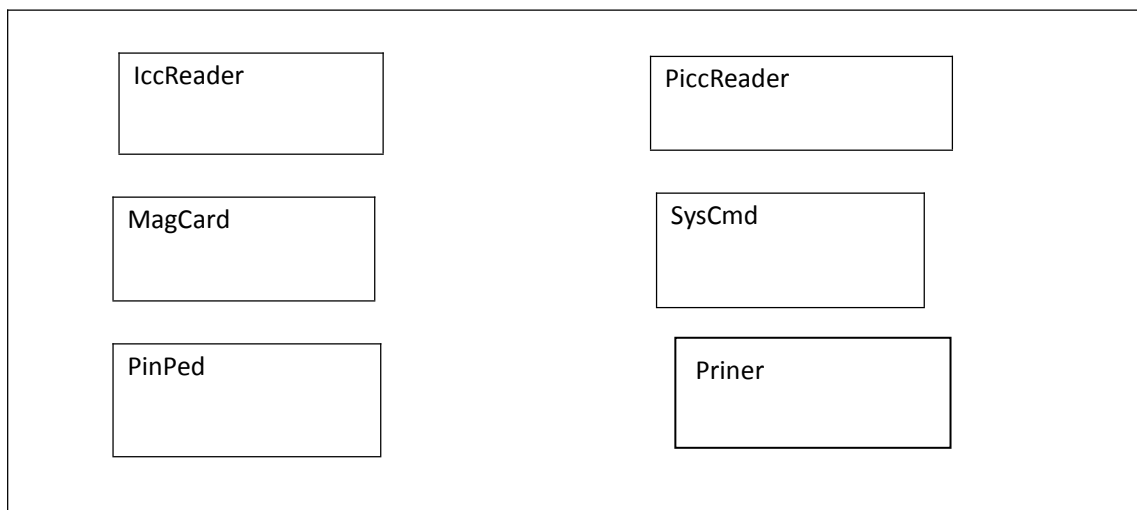 IccReader
PiccReader
MagCard
SysCmd
PinPed
Priner